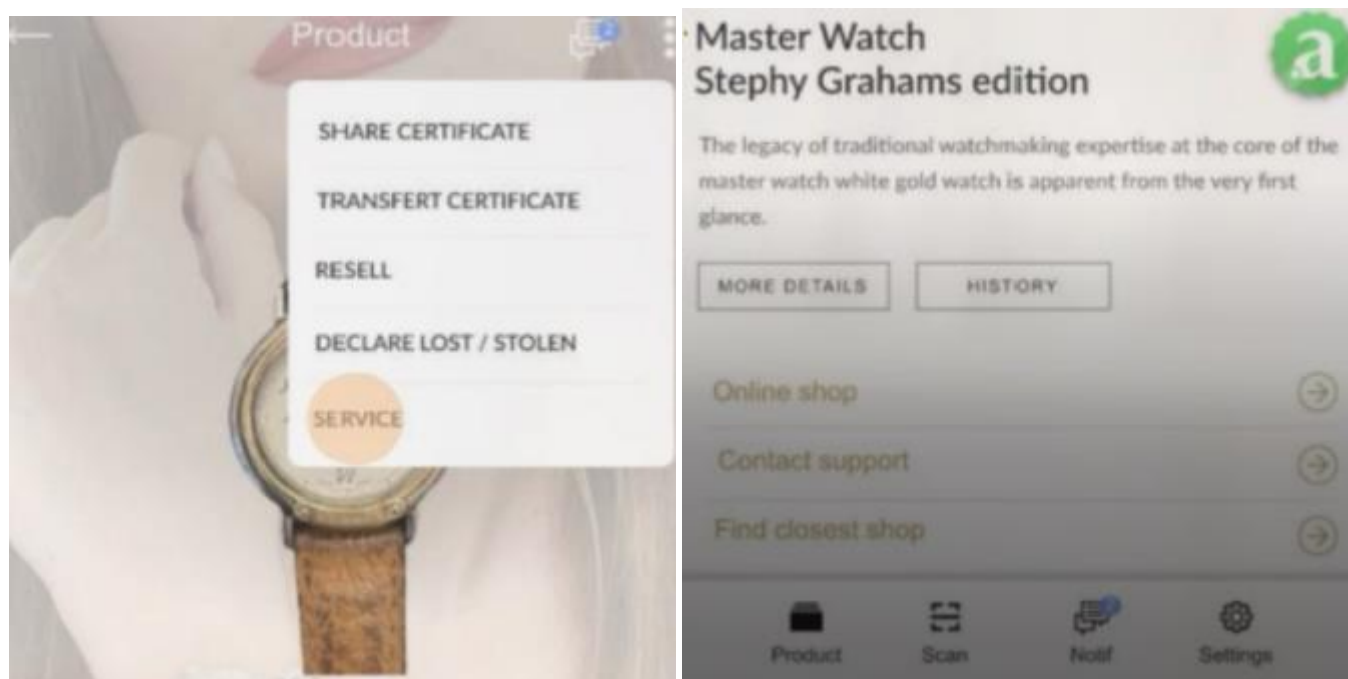 Product
2
SHARE CERTIFICATE
TRANSFERT CERTIFICATE
RESELL
DECLARE LOST / STOLEN
SERVICE
Master Watch
Stephy Grahams edition
a
The legacy of traditional watchmaking expertise at the core of the
master watch white gold watch is apparent from the very first
glance.
MORE DETAILS HISTORY
Online shop
Contact support
Find closest shop
Product Scan Notif Settings